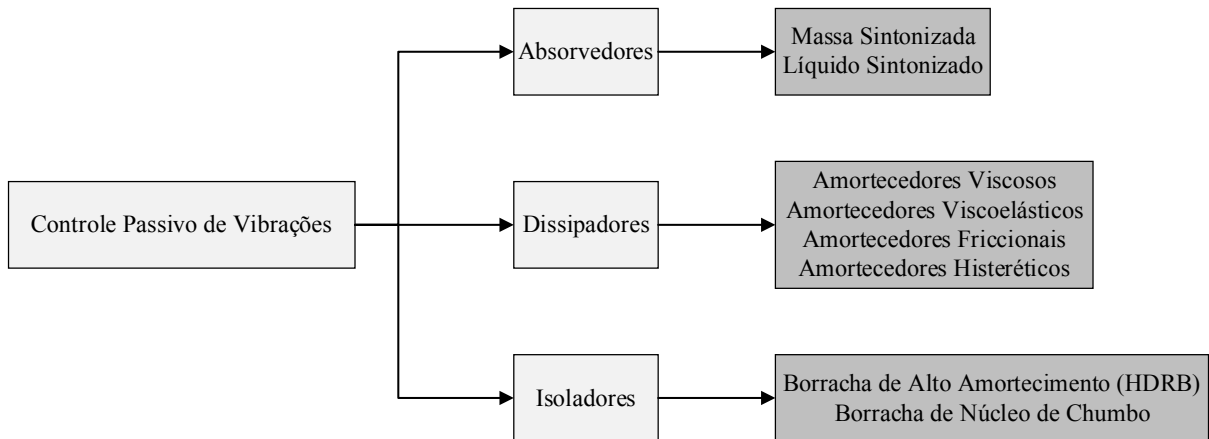 Absorvedores
Massa Sintonizada
Líquido Sintonizado
Controle Passivo de Vibrações
Dissipadores
Amortecedores Viscosos
Amortecedores Viscoelásticos
Amortecedores Friccionais
Amortecedores Histeréticos
Isoladores
Borracha de Alto Amortecimento (HDRB)
Borracha de Núcleo de Chumbo